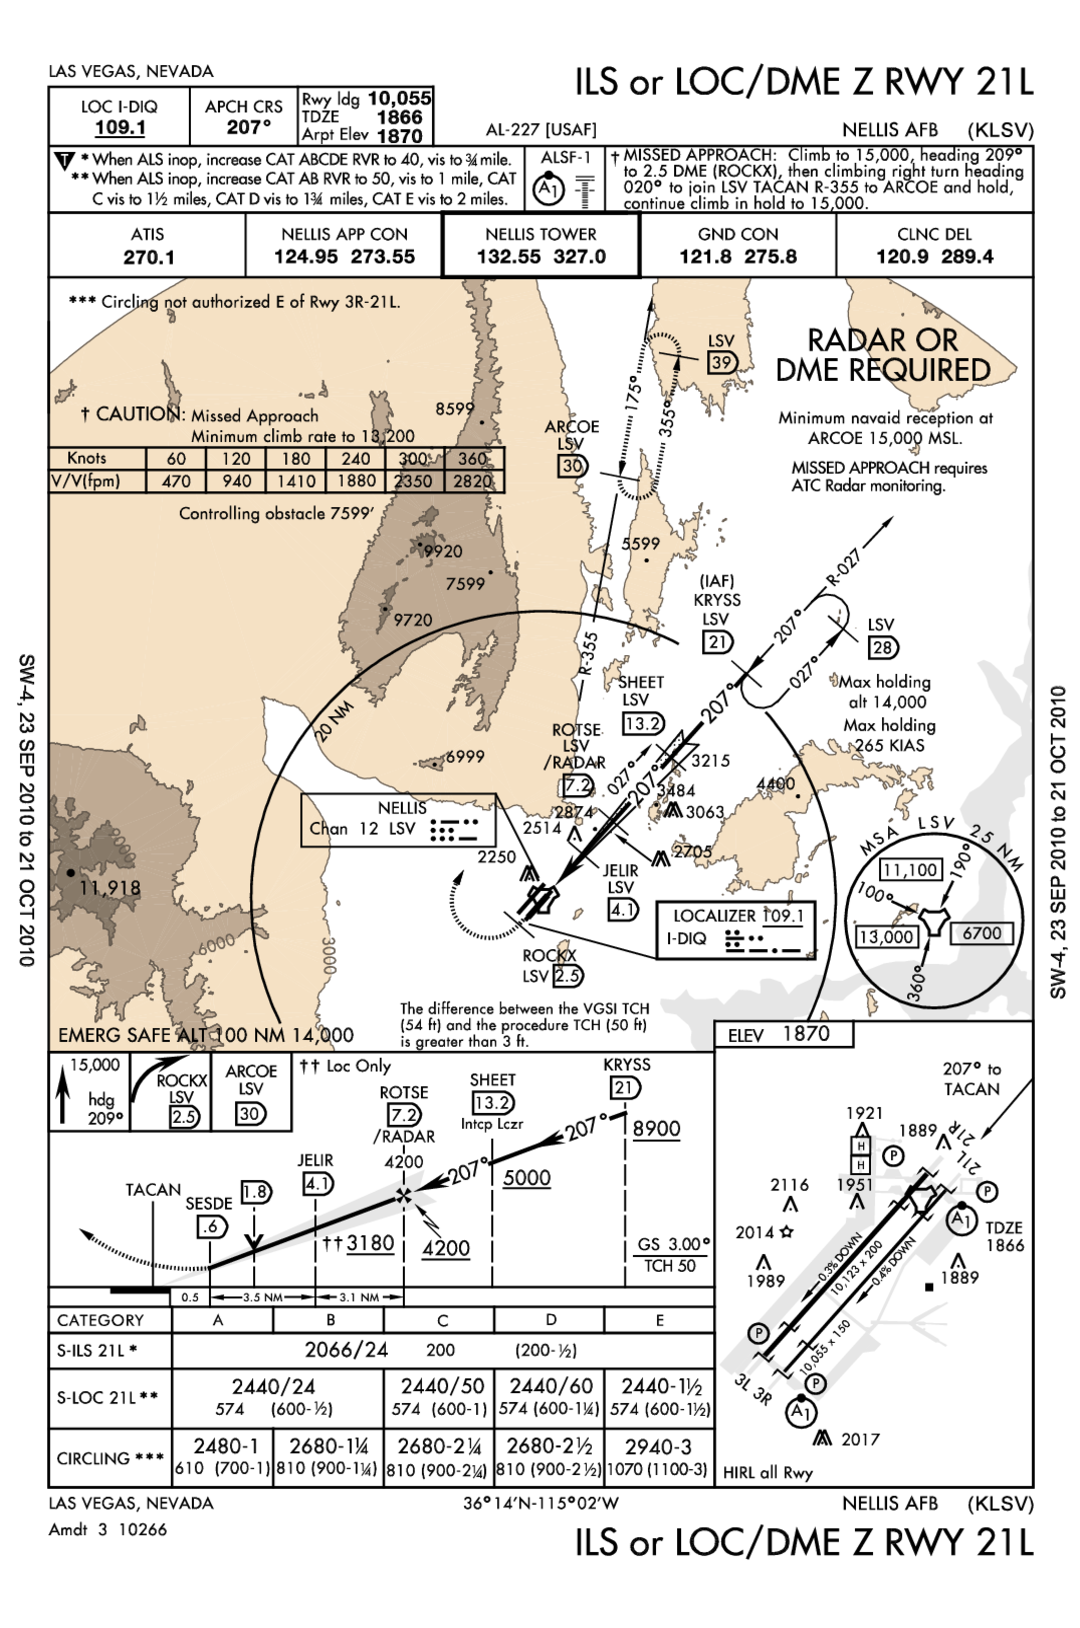 LAS VEGAS, NEVADA
ILS or LOC/DME Z RWY 21L
LOC I-DIQ
109.1
APCH CRS
207°
Rwy ldg 10,055
TDZE 1866
Arpt Elev 1870
AL-227 [USAF]
NELLIS AFB (KLSV)
T * When ALS inop, increase CAT ABCDE RVR to 40, vis to ¾ mile.
** When ALS inop, increase CAT AB RVR to 50, vis to 1 mile, CAT
C vis to 1½ miles, CAT D vis to 1¾ miles, CAT E vis to 2 miles.
ALSF-1
A1
† MISSED APPROACH: Climb to 15,000, heading 209°
to 2.5 DME (ROCKX), then climbing right turn heading
020° to join LSV TACAN R-355 to ARCOE and hold,
continue climb in hold to 15,000.
ATIS
270.1
NELLIS APP CON
124.95 273.55
NELLIS TOWER
132.55 327.0
GND CON
121.8 275.8
CLNC DEL
120.9 289.4
*** Circling not authorized E of Rwy 3R-21L.
RADAR OR
DME REQUIRED
Minimum navaid reception at
ARCOE 15,000 MSL.
MISSED APPROACH requires
ATC Radar monitoring.
† CAUTION: Missed Approach
Minimum climb rate to 13,200
Knots 60 120 180 240 300 360
V/V(fpm) 470 940 1410 1880 2350 2820
Controlling obstacle 7599'
8599
9920
7599
9720
LSV
39
175°
355°
ARCOE
LSV
30
5599
R-355
(IAF)
KRYSS
LSV
21
R-027
207°
027°
LSV
28
Max holding
alt 14,000
Max holding
265 KIAS
20 NM
SHEET
LSV
13.2
207°
ROTSE
LSV
/RADAR
7.2
027°
207°
3215
3484
3063
4400
6999
2874
2514
2705
2250
NELLIS
Chan 12 LSV
JELIR
LSV
4.1
LOCALIZER 109.1
I-DIQ
ROCKX
LSV 2.5
11,918
6000
3000
MSA LSV 25 NM
11,100
190°
100°
13,000
6700
360°
The difference between the VGSI TCH
(54 ft) and the procedure TCH (50 ft)
is greater than 3 ft.
EMERG SAFE ALT 100 NM 14,000
SW-4, 23 SEP 2010 to 21 OCT 2010
SW-4, 23 SEP 2010 to 21 OCT 2010
15,000
hdg
209°
ROCKX
LSV
2.5
ARCOE
LSV
30
†† Loc Only
ROTSE
7.2
/RADAR
4200
SHEET
13.2
Intcp Lczr
KRYSS
21
207°
8900
207°
5000
JELIR
4.1
TACAN
SESDE
.6
1.8
†† 3180
4200
GS 3.00°
TCH 50
0.5
3.5 NM
3.1 NM
CATEGORY A B C D E
S-ILS 21L * 2066/24 200 (200-½)
S-LOC 21L ** 2440/24 2440/50 2440/60 2440-1½
574 (600-½) 574 (600-1) 574 (600-1¼) 574 (600-1½)
CIRCLING *** 2480-1 2680-1¼ 2680-2¼ 2680-2½ 2940-3
610 (700-1) 810 (900-1¼) 810 (900-2¼) 810 (900-2½) 1070 (1100-3)
ELEV 1870
207° to
TACAN
1921
H
H
P
1889
21R
21L
2116
1951
P
2014
A1
TDZE
1866
1989
1889
0.3% DOWN
10,123 x 200
0.4% DOWN
10,055 x 150
P
3L 3R
P
A1
2017
HIRL all Rwy
LAS VEGAS, NEVADA
36°14'N-115°02'W
NELLIS AFB (KLSV)
Amdt 3 10266
ILS or LOC/DME Z RWY 21L